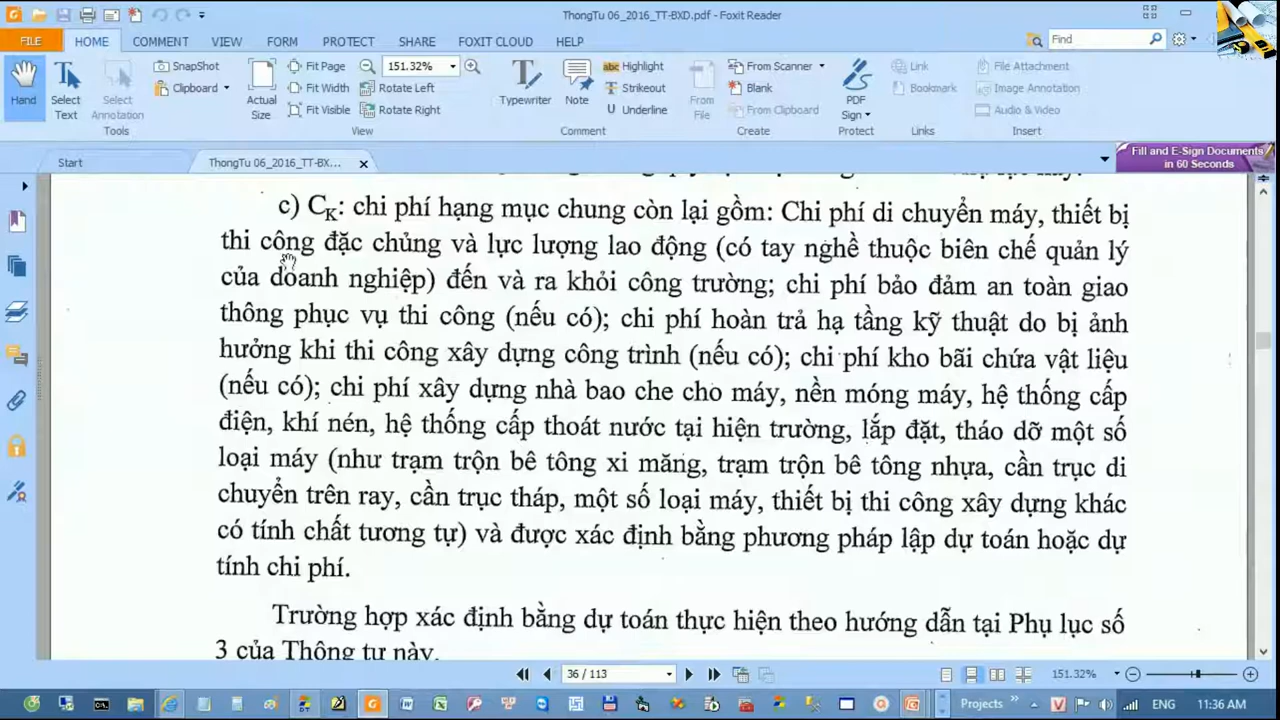 ThongTu 06_2016_TT-BXD.pdf - Foxit Reader
FILE HOME COMMENT VIEW FORM PROTECT SHARE FOXIT CLOUD HELP Find
Hand
Select Text
Select Annotation
Tools
SnapShot
Clipboard
Actual Size
Fit Page
Fit Width
Fit Visible
151.32%
Rotate Left
Rotate Right
View
Typewriter
Note
Highlight
Strikeout
Underline
Comment
From File
From Scanner
Blank
From Clipboard
Create
PDF Sign
Protect
Link
Bookmark
Links
File Attachment
Image Annotation
Audio & Video
Insert
Start
ThongTu 06_2016_TT-BX...
Fill and E-Sign Documents
in 60 Seconds
c) CK: chi phí hạng mục chung còn lại gồm: Chi phí di chuyển máy, thiết bị
thi công đặc chủng và lực lượng lao động (có tay nghề thuộc biên chế quản lý
của doanh nghiệp) đến và ra khỏi công trường; chi phí bảo đảm an toàn giao
thông phục vụ thi công (nếu có); chi phí hoàn trả hạ tầng kỹ thuật do bị ảnh
hưởng khi thi công xây dựng công trình (nếu có); chi phí kho bãi chứa vật liệu
(nếu có); chi phí xây dựng nhà bao che cho máy, nền móng máy, hệ thống cấp
điện, khí nén, hệ thống cấp thoát nước tại hiện trường, lắp đặt, tháo dỡ một số
loại máy (như trạm trộn bê tông xi măng, trạm trộn bê tông nhựa, cần trục di
chuyển trên ray, cần trục tháp, một số loại máy, thiết bị thi công xây dựng khác
có tính chất tương tự) và được xác định bằng phương pháp lập dự toán hoặc dự
tính chi phí.
Trường hợp xác định bằng dự toán thực hiện theo hướng dẫn tại Phụ lục số
3 của Thông tư này.
36 / 113
151.32%
Projects
ENG
11:36 AM